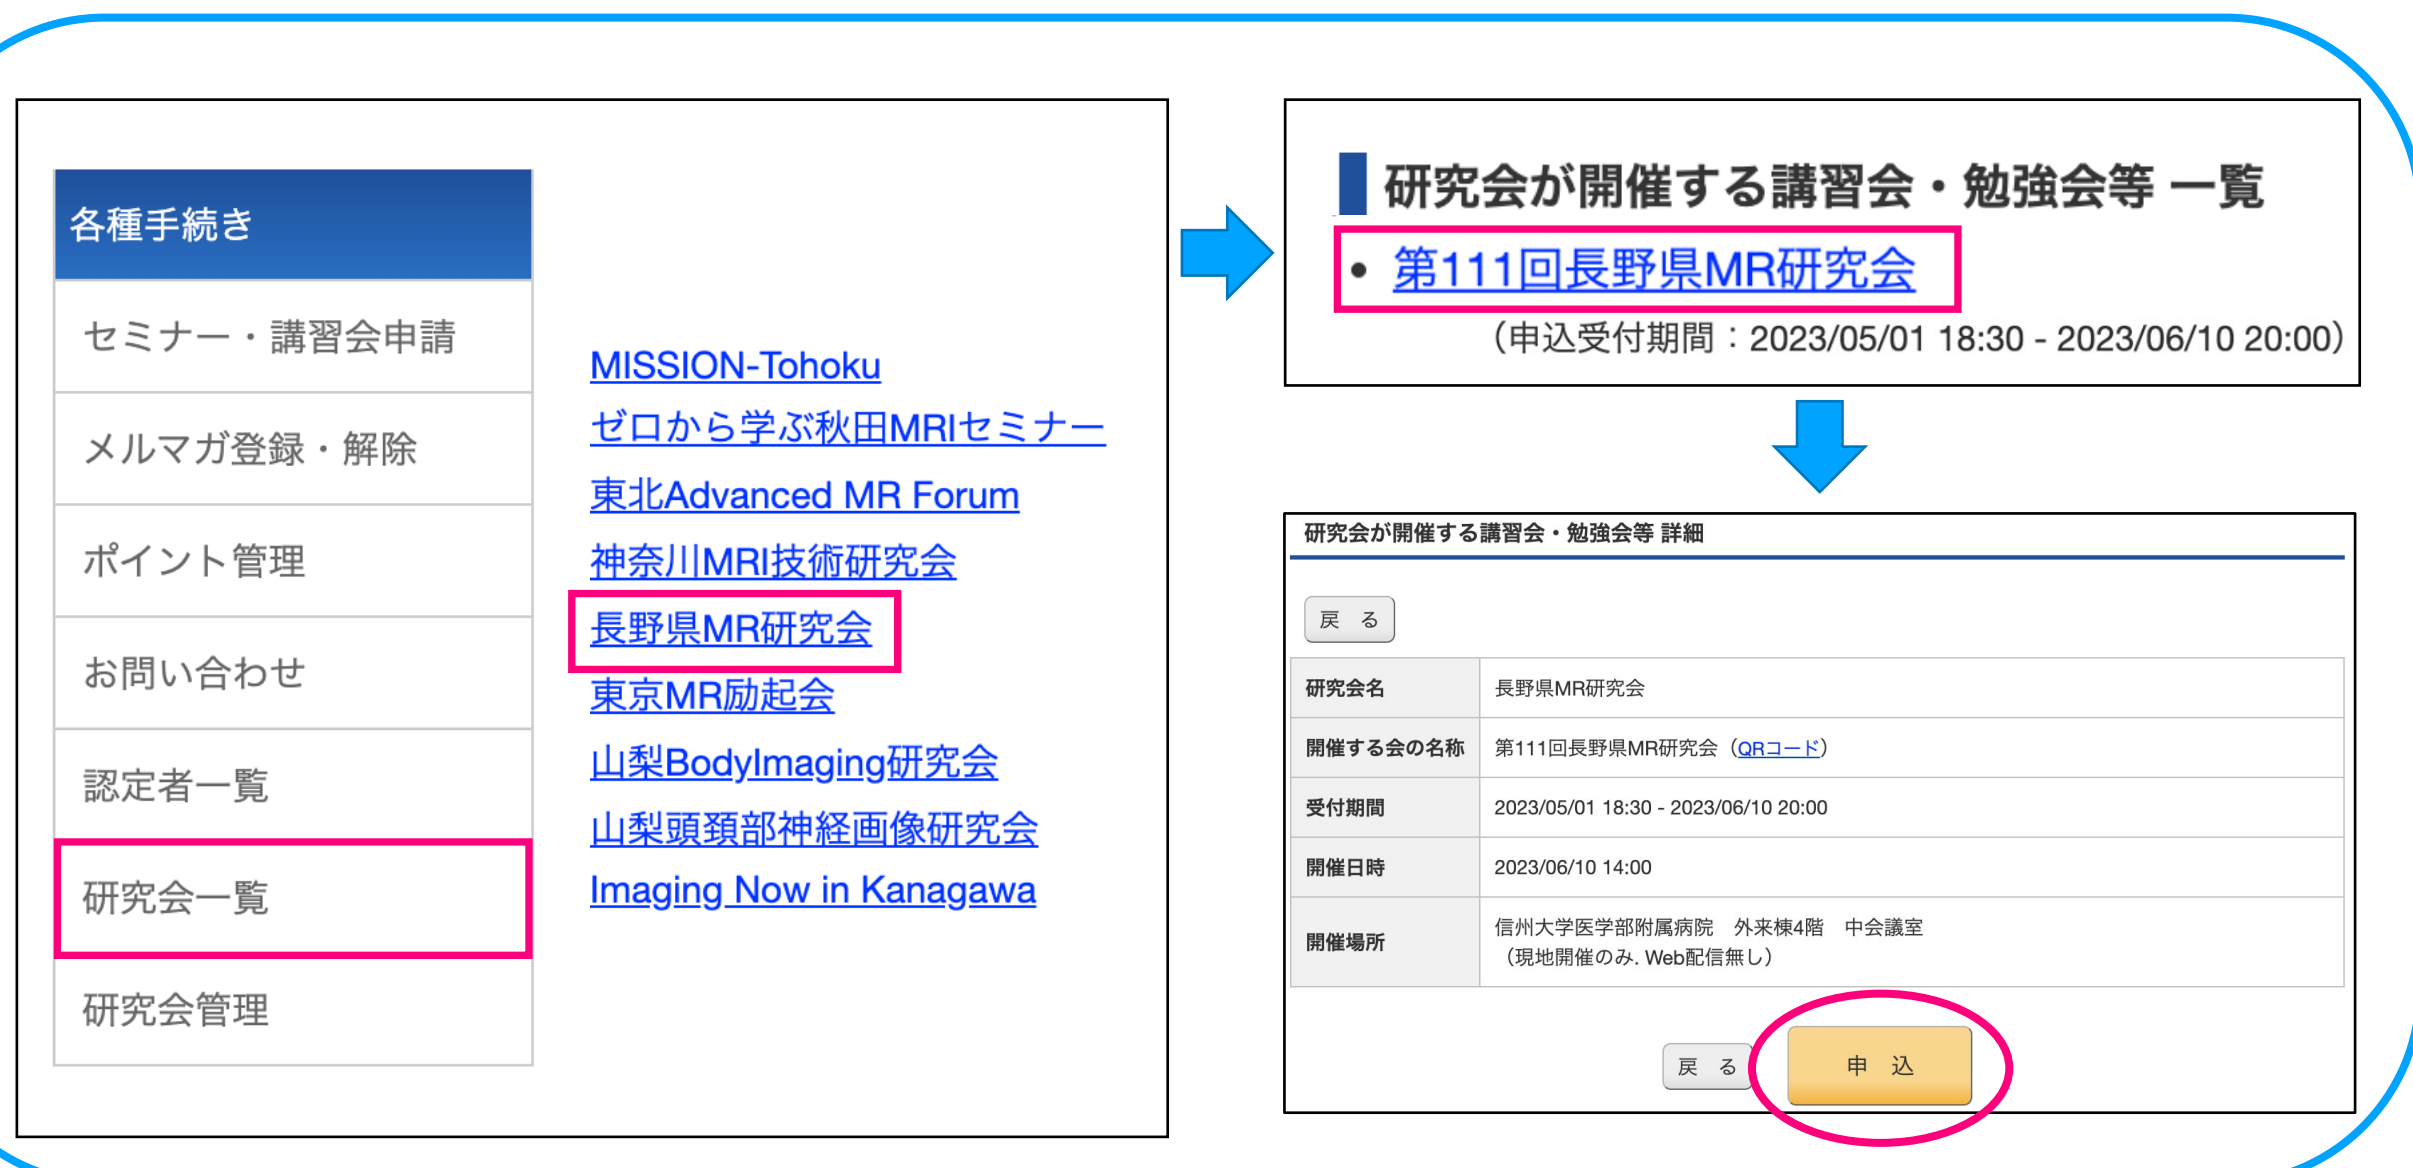 各種手続き
セミナー・講習会申請
メルマガ登録・解除
ポイント管理
お問い合わせ
認定者一覧
研究会一覧
研究会管理
MISSION-Tohoku
ゼロから学ぶ秋田MRIセミナー
東北Advanced MR Forum
神奈川MRI技術研究会
長野県MR研究会
東京MR励起会
山梨BodyImaging研究会
山梨頭頚部神経画像研究会
Imaging Now in Kanagawa
研究会が開催する講習会・勉強会等 一覧
• 第111回長野県MR研究会
（申込受付期間：2023/05/01 18:30 - 2023/06/10 20:00）
研究会が開催する講習会・勉強会等 詳細
戻 る
研究会名 長野県MR研究会
開催する会の名称 第111回長野県MR研究会（QRコード）
受付期間 2023/05/01 18:30 - 2023/06/10 20:00
開催日時 2023/06/10 14:00
開催場所 信州大学医学部附属病院　外来棟4階　中会議室
（現地開催のみ. Web配信無し）
戻 る 申 込